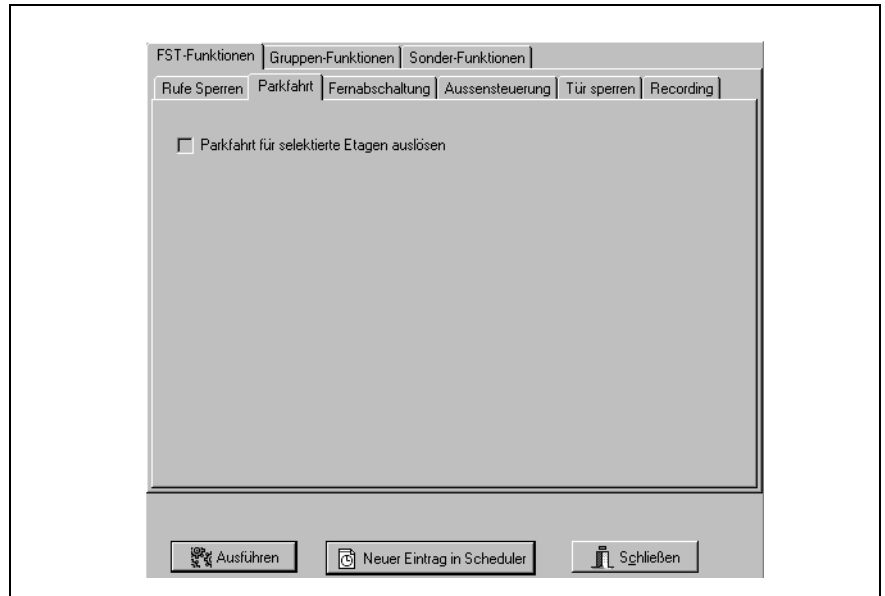 FST-Funktionen Gruppen-Funktionen Sonder-Funktionen
Rufe Sperren Parkfahrt Fernabschaltung Aussensteuerung Tür sperren Recording
Parkfahrt für selektierte Etagen auslösen
Ausführen Neuer Eintrag in Scheduler Schließen